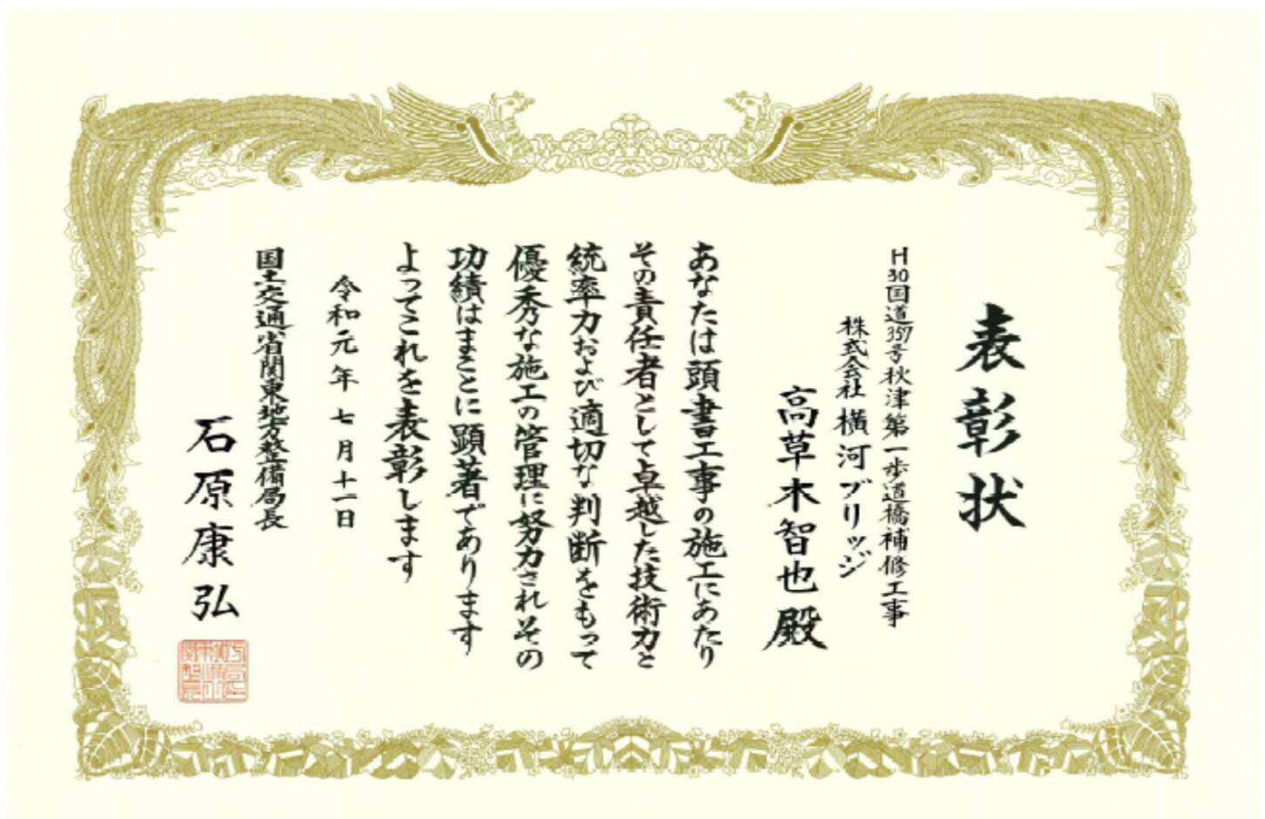 表彰状
H30国道357号秋津第一歩道橋補修工事
株式会社横河ブリッジ
高草木智也殿
あなたは頭書工事の施工にあたり
その責任者として卓越した技術力と
統率力および適切な判断をもって
優秀な施工の管理に努力されその
功績はまことに顕著であります
よってこれを表彰します
令和元年七月十一日
国土交通省関東地方整備局長
石原康弘